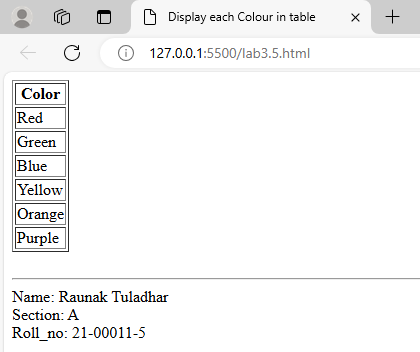 Display each Colour in table
127.0.0.1:5500/lab3.5.html
Color
Red
Green
Blue
Yellow
Orange
Purple
Name: Raunak Tuladhar
Section: A
Roll_no: 21-00011-5